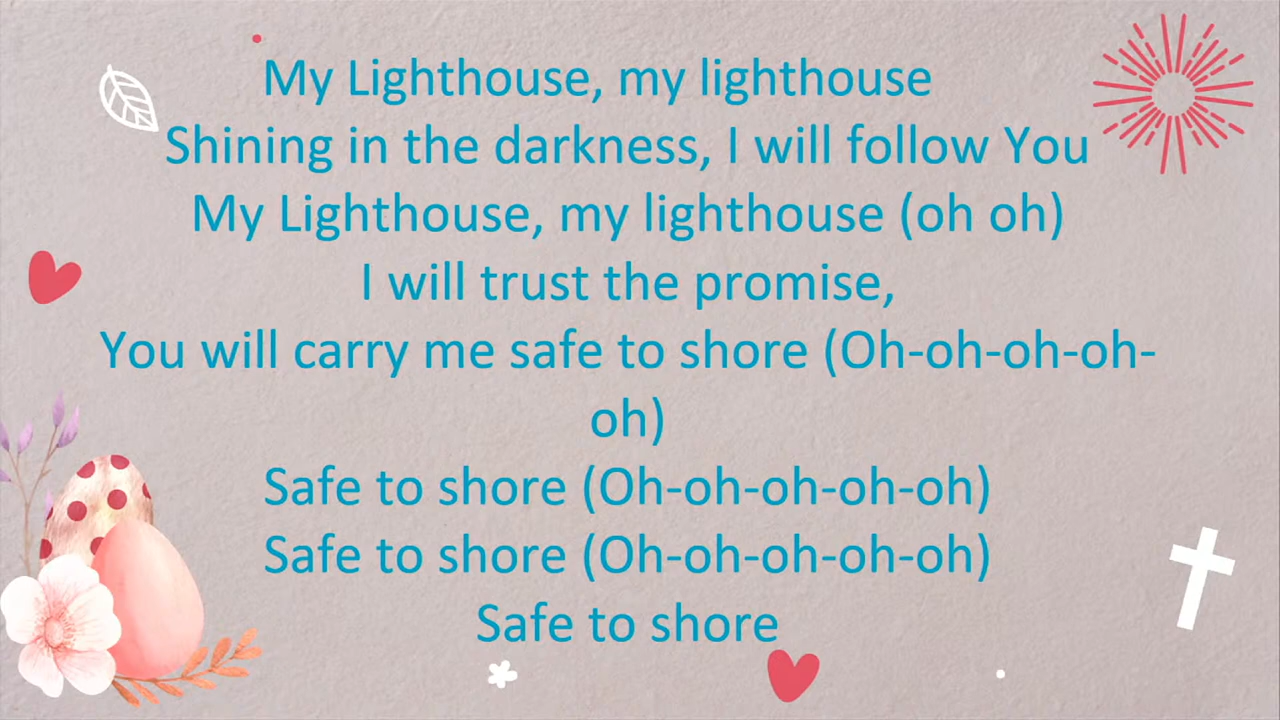 My Lighthouse, my lighthouse
Shining in the darkness, I will follow You
My Lighthouse, my lighthouse (oh oh)
I will trust the promise,
You will carry me safe to shore (Oh-oh-oh-oh-
oh)
Safe to shore (Oh-oh-oh-oh-oh)
Safe to shore (Oh-oh-oh-oh-oh)
Safe to shore